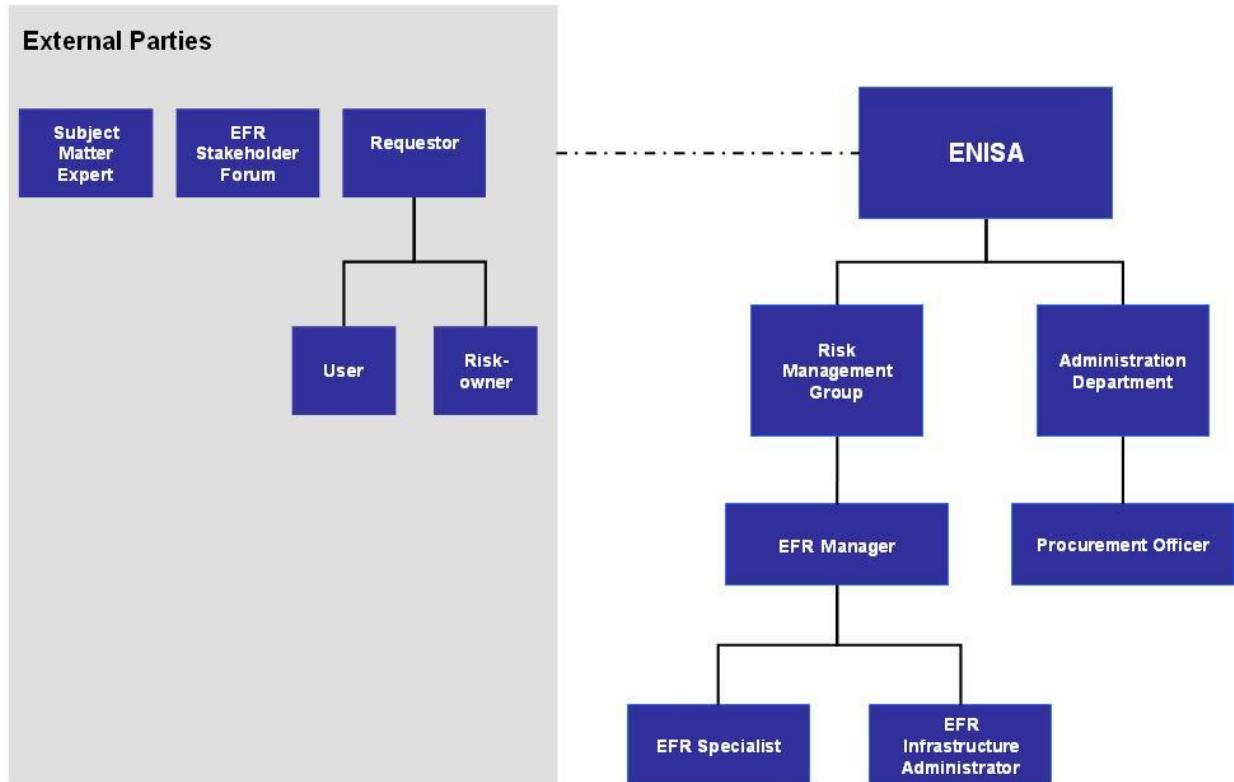 External Parties
Subject
Matter
Expert
EFR
Stakeholder
Forum
Requestor
ENISA
User
Risk-
owner
Risk
Management
Group
Administration
Department
EFR Manager
Procurement Officer
EFR Specialist
EFR
Infrastructure
Administrator